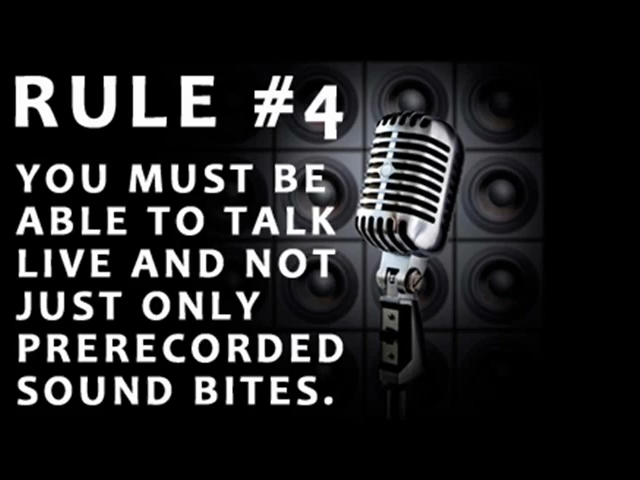 RULE #4
YOU MUST BE
ABLE TO TALK
LIVE AND NOT
JUST ONLY
PRERECORDED
SOUND BITES.